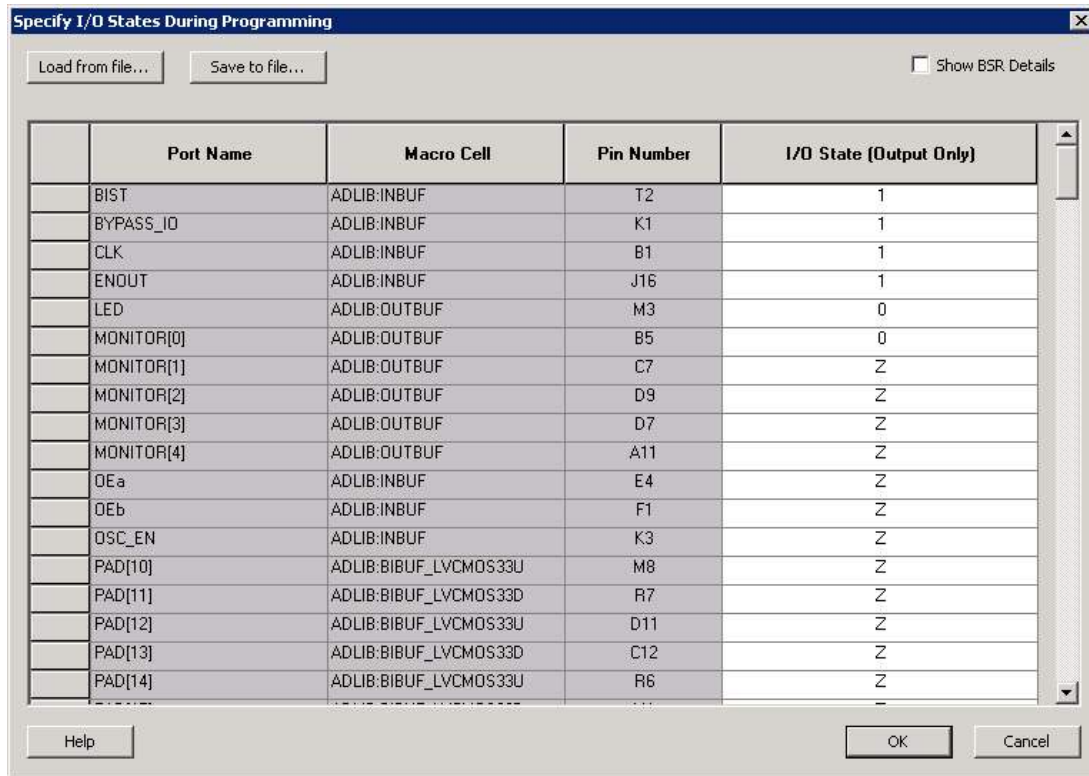 Specify I/O States During Programming
Load from file... Save to file... Show BSR Details
Port Name Macro Cell Pin Number I/O State (Output Only)
BIST ADLIB:INBUF T2 1
BYPASS_IO ADLIB:INBUF K1 1
CLK ADLIB:INBUF B1 1
ENOUT ADLIB:INBUF J16 1
LED ADLIB:OUTBUF M3 0
MONITOR[0] ADLIB:OUTBUF B5 0
MONITOR[1] ADLIB:OUTBUF C7 Z
MONITOR[2] ADLIB:OUTBUF D9 Z
MONITOR[3] ADLIB:OUTBUF D7 Z
MONITOR[4] ADLIB:OUTBUF A11 Z
OEa ADLIB:INBUF E4 Z
OEb ADLIB:INBUF F1 Z
OSC_EN ADLIB:INBUF K3 Z
PAD[10] ADLIB:BIBUF_LVCMOS33U M8 Z
PAD[11] ADLIB:BIBUF_LVCMOS33D R7 Z
PAD[12] ADLIB:BIBUF_LVCMOS33U D11 Z
PAD[13] ADLIB:BIBUF_LVCMOS33D C12 Z
PAD[14] ADLIB:BIBUF_LVCMOS33U R6 Z
Help OK Cancel